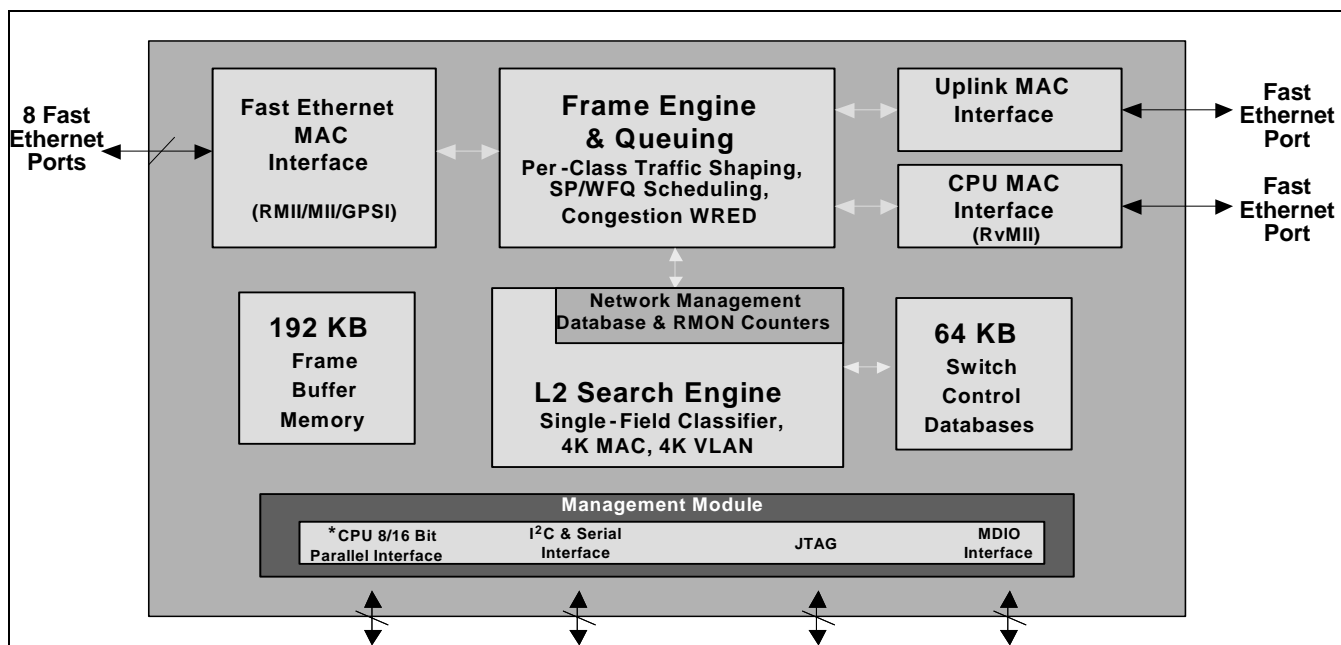 8 Fast
Ethernet
Ports
Fast Ethernet
MAC
Interface
(RMII/MII/GPSI)
Frame Engine
& Queuing
Per-Class Traffic Shaping,
SP/WFQ Scheduling,
Congestion WRED
Uplink MAC
Interface
Fast
Ethernet
Port
CPU MAC
Interface
(RvMII)
Fast
Ethernet
Port
192 KB
Frame
Buffer
Memory
Network Management
Database & RMON Counters
L2 Search Engine
Single-Field Classifier,
4K MAC, 4K VLAN
64 KB
Switch
Control
Databases
Management Module
*CPU 8/16 Bit
Parallel Interface
I²C & Serial
Interface
JTAG
MDIO
Interface